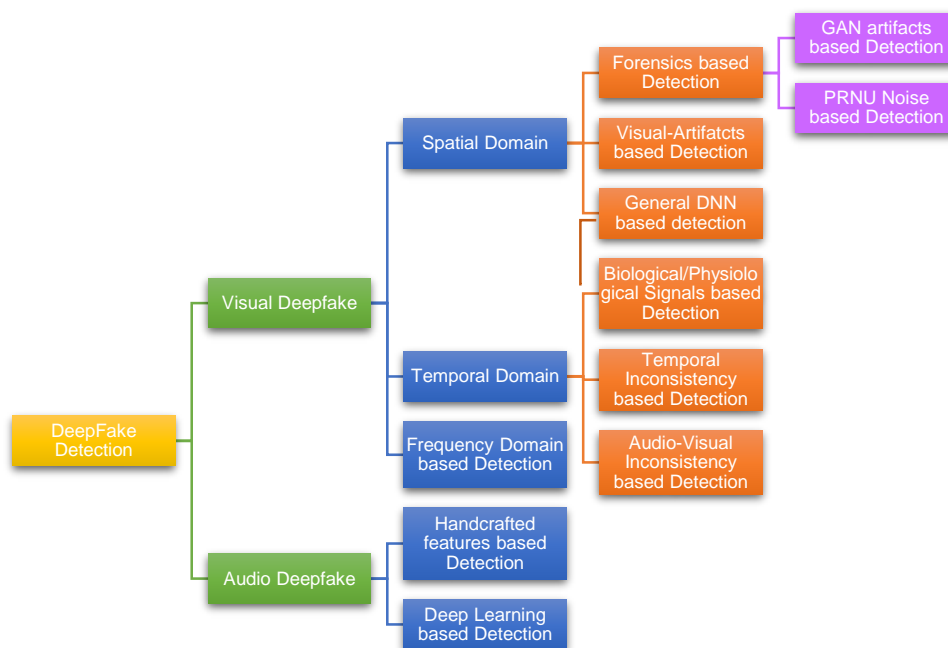 GAN artifacts
based Detection
Forensics based
Detection
PRNU Noise
based Detection
Spatial Domain
Visual-Artifatcts
based Detection
General DNN
based detection
Visual Deepfake
Biological/Physiolo
gical Signals based
Detection
Temporal Domain
Temporal
Inconsistency
based Detection
DeepFake
Detection
Frequency Domain
based Detection
Audio-Visual
Inconsistency
based Detection
Handcrafted
features based
Detection
Audio Deepfake
Deep Learning
based Detection